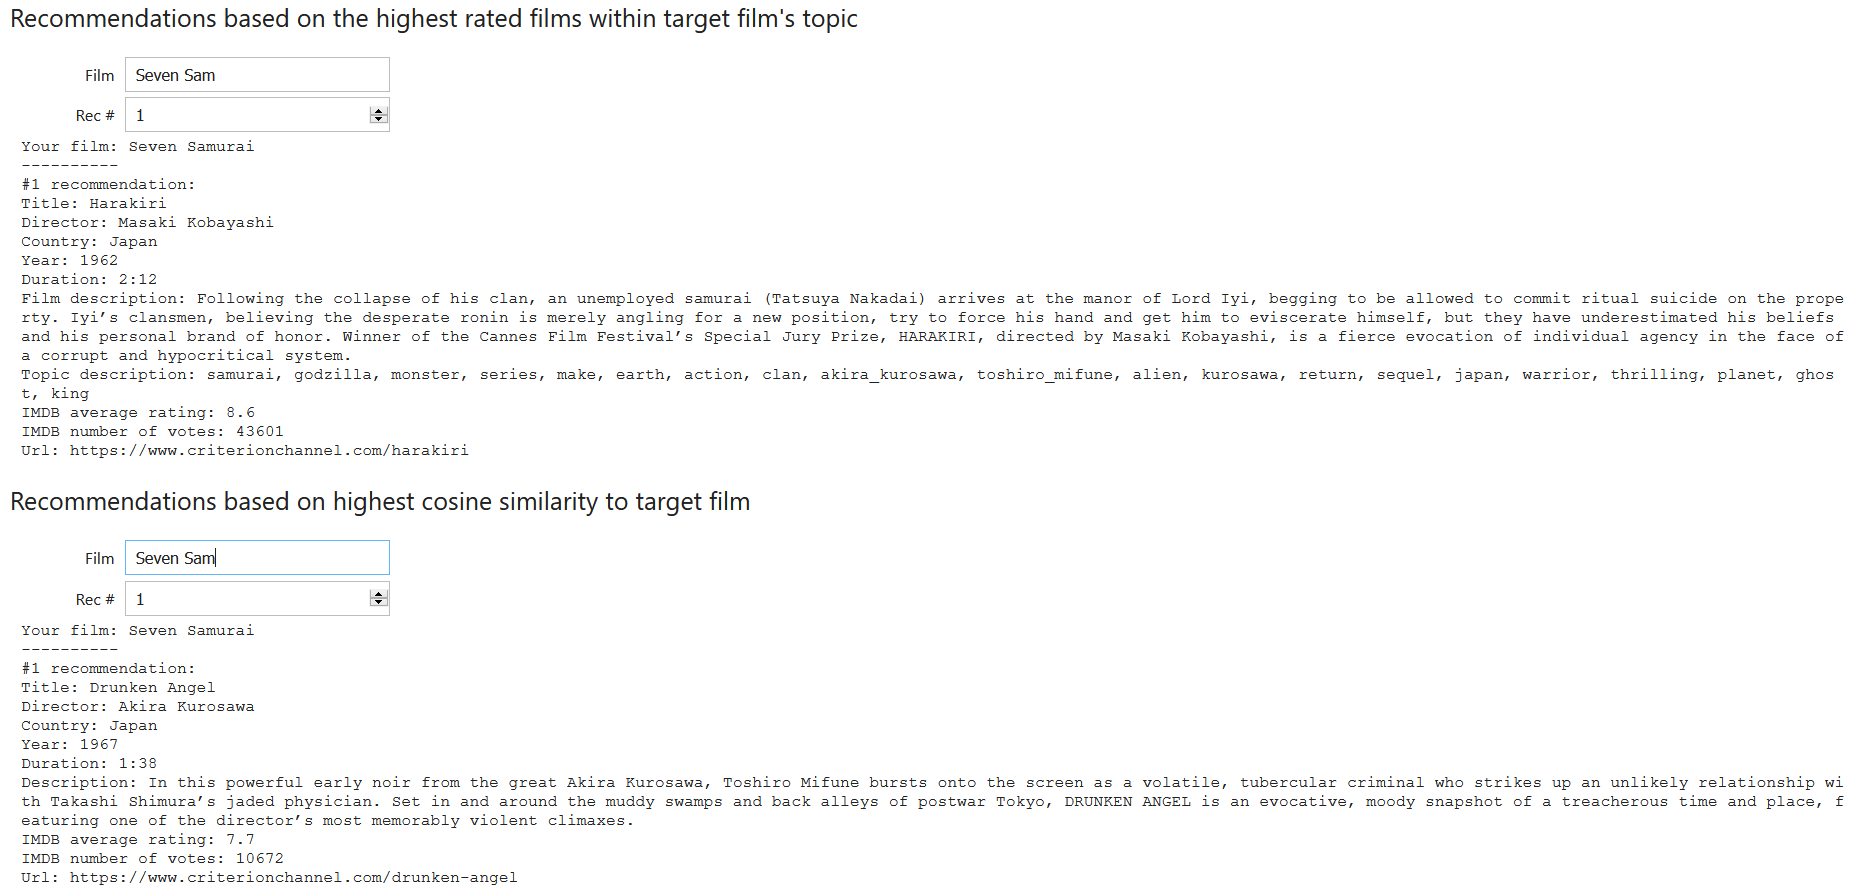 Recommendations based on the highest rated films within target film's topic
Film Seven Sam
Rec # 1
Your film: Seven Samurai
----------
#1 recommendation:
Title: Harakiri
Director: Masaki Kobayashi
Country: Japan
Year: 1962
Duration: 2:12
Film description: Following the collapse of his clan, an unemployed samurai (Tatsuya Nakadai) arrives at the manor of Lord Iyi, begging to be allowed to commit ritual suicide on the prope
rty. Iyi’s clansmen, believing the desperate ronin is merely angling for a new position, try to force his hand and get him to eviscerate himself, but they have underestimated his beliefs
and his personal brand of honor. Winner of the Cannes Film Festival’s Special Jury Prize, HARAKIRI, directed by Masaki Kobayashi, is a fierce evocation of individual agency in the face of
a corrupt and hypocritical system.
Topic description: samurai, godzilla, monster, series, make, earth, action, clan, akira_kurosawa, toshiro_mifune, alien, kurosawa, return, sequel, japan, warrior, thrilling, planet, ghos
t, king
IMDB average rating: 8.6
IMDB number of votes: 43601
Url: https://www.criterionchannel.com/harakiri
Recommendations based on highest cosine similarity to target film
Film Seven Sam
Rec # 1
Your film: Seven Samurai
----------
#1 recommendation:
Title: Drunken Angel
Director: Akira Kurosawa
Country: Japan
Year: 1967
Duration: 1:38
Description: In this powerful early noir from the great Akira Kurosawa, Toshiro Mifune bursts onto the screen as a volatile, tubercular criminal who strikes up an unlikely relationship wi
th Takashi Shimura’s jaded physician. Set in and around the muddy swamps and back alleys of postwar Tokyo, DRUNKEN ANGEL is an evocative, moody snapshot of a treacherous time and place, f
eaturing one of the director’s most memorably violent climaxes.
IMDB average rating: 7.7
IMDB number of votes: 10672
Url: https://www.criterionchannel.com/drunken-angel